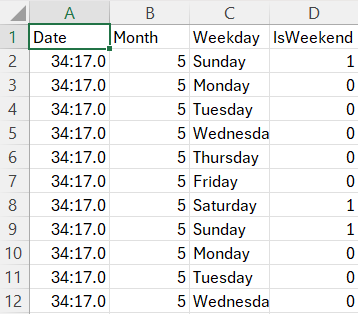 A B C D
1 Date Month Weekday IsWeekend
2 34:17.0 5 Sunday 1
3 34:17.0 5 Monday 0
4 34:17.0 5 Tuesday 0
5 34:17.0 5 Wednesda 0
6 34:17.0 5 Thursday 0
7 34:17.0 5 Friday 0
8 34:17.0 5 Saturday 1
9 34:17.0 5 Sunday 1
10 34:17.0 5 Monday 0
11 34:17.0 5 Tuesday 0
12 34:17.0 5 Wednesda 0